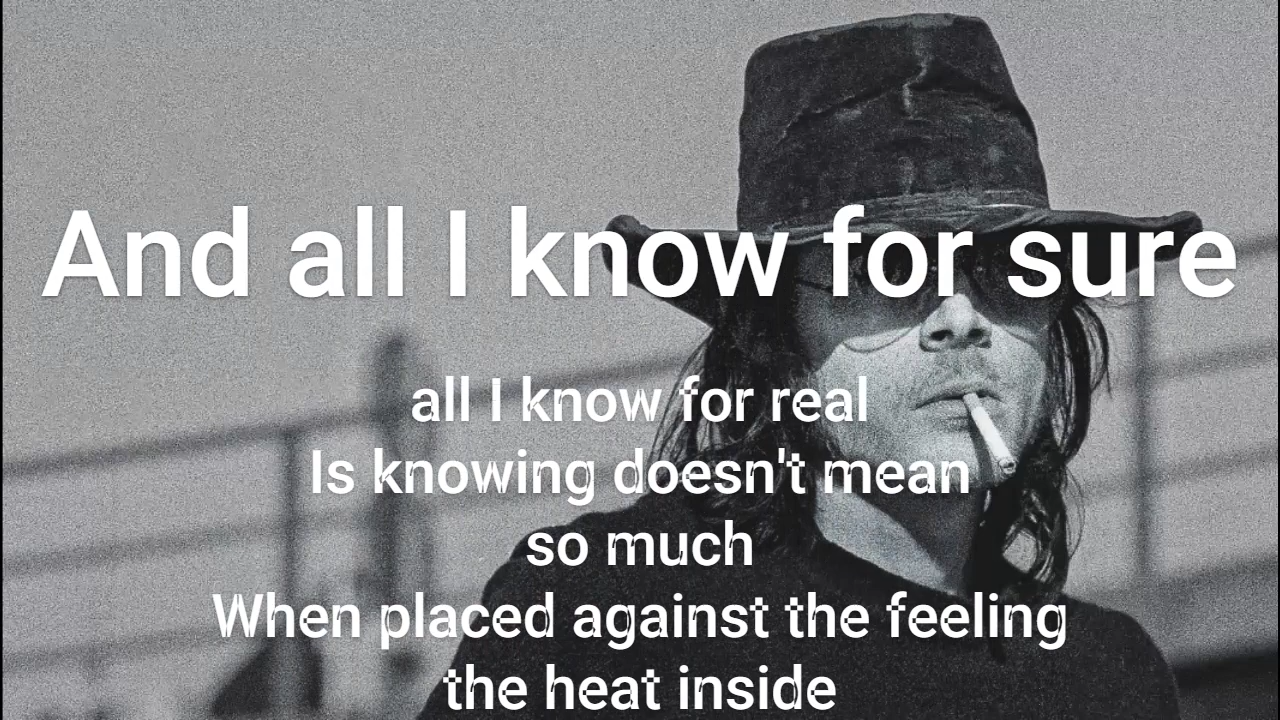 And all I know for sure
all I know for real
Is knowing doesn't mean
so much
When placed against the feeling
the heat inside